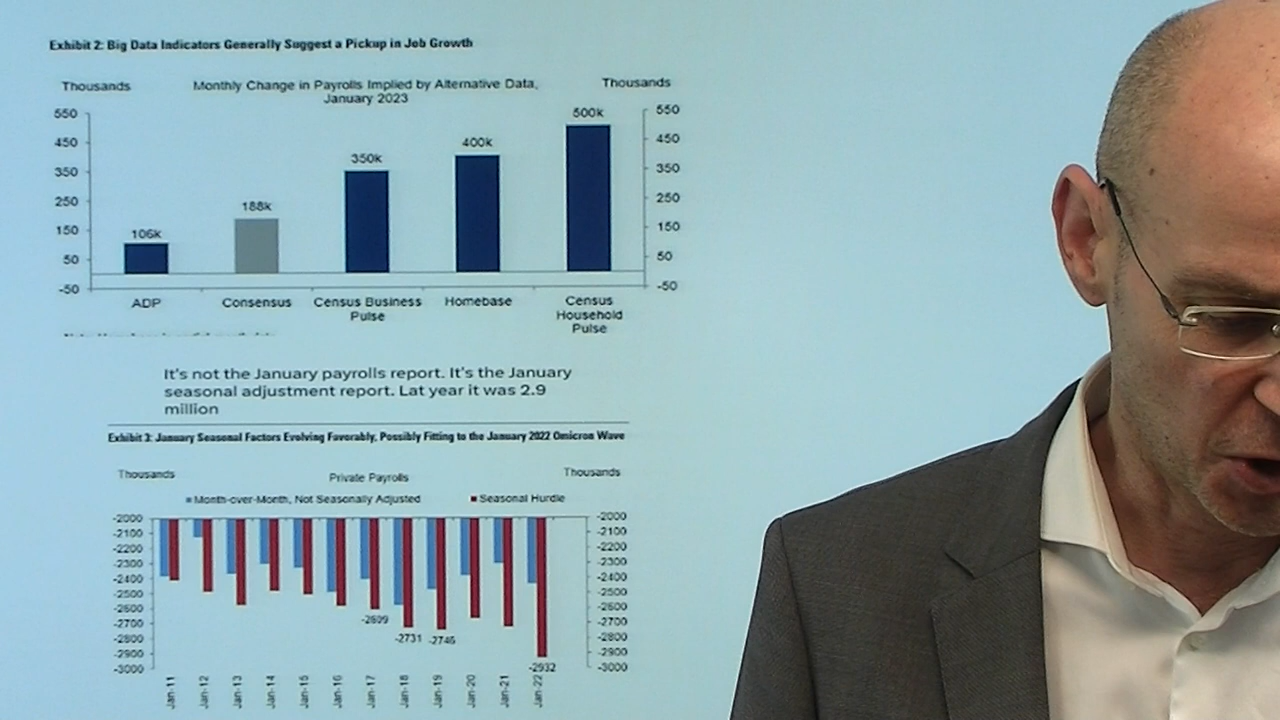 Exhibit 2: Big Data Indicators Generally Suggest a Pickup in Job Growth
Thousands
Monthly Change in Payrolls Implied by Alternative Data,
January 2023
Thousands
550
450
350
250
150
50
-50
106k
188k
350k
400k
500k
550
450
350
250
150
50
-50
ADP
Consensus
Census Business
Pulse
Homebase
Census
Household
Pulse
It's not the January payrolls report. It's the January
seasonal adjustment report. Lat year it was 2.9
million
Exhibit 3: January Seasonal Factors Evolving Favorably, Possibly Fitting to the January 2022 Omicron Wave
Thousands
Private Payrolls
Thousands
Month-over-Month, Not Seasonally Adjusted
Seasonal Hurdle
-2000
-2100
-2200
-2300
-2400
-2500
-2600
-2700
-2800
-2900
-3000
-2609
-2731
-2746
-2932
-2000
-2100
-2200
-2300
-2400
-2500
-2600
-2700
-2800
-2900
-3000
Jan-11
Jan-12
Jan-13
Jan-14
Jan-15
Jan-16
Jan-17
Jan-18
Jan-19
Jan-20
Jan-21
Jan-22